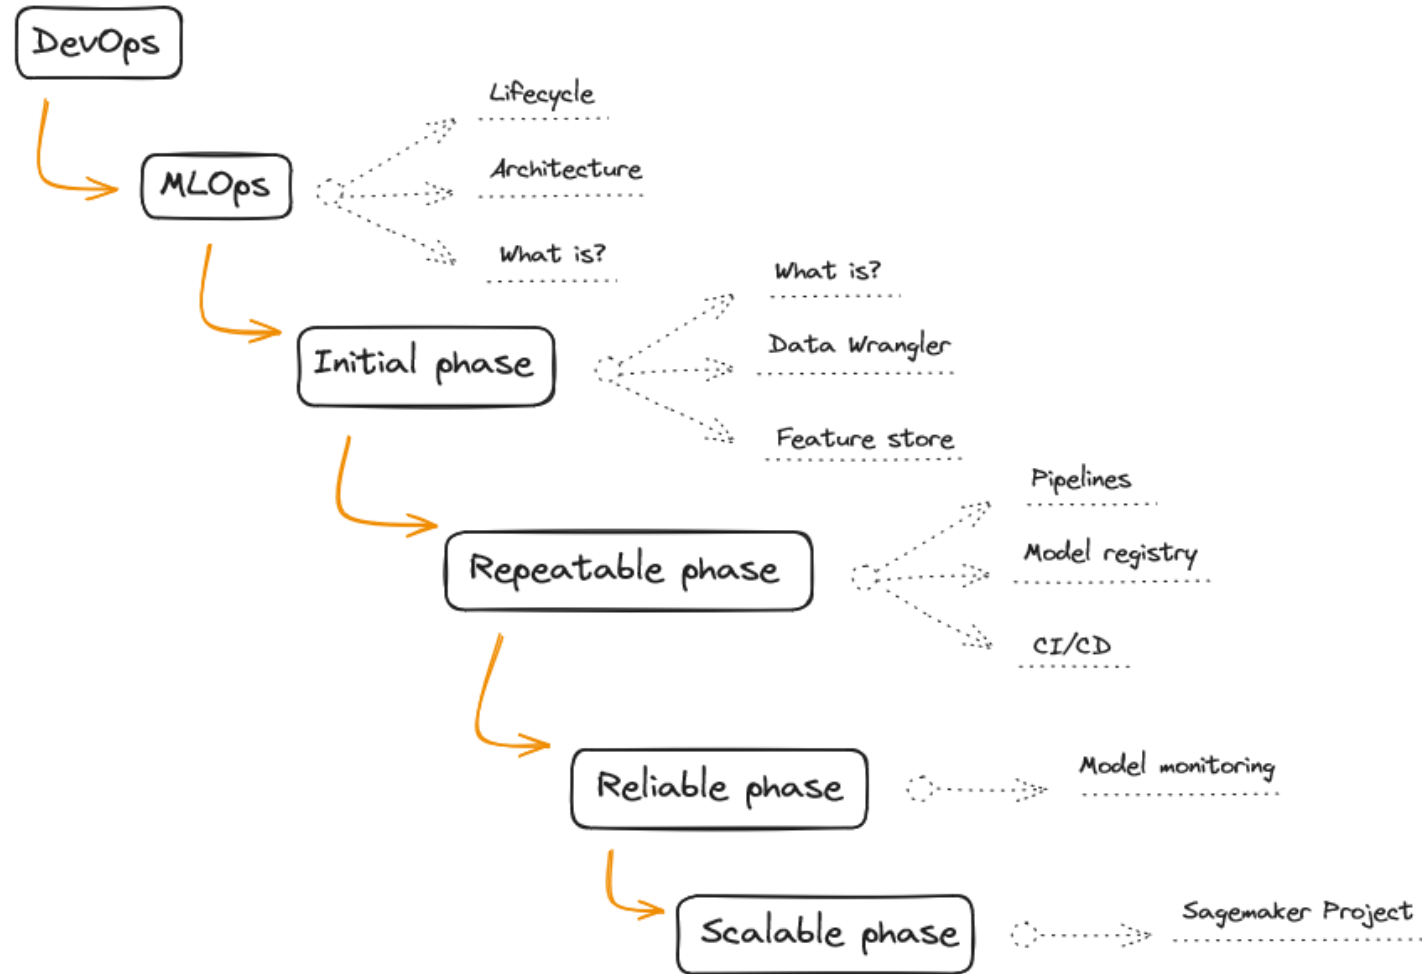 DevOps
Lifecycle
MLOps
Architecture
What is?
What is?
Initial phase
Data Wrangler
Feature store
Pipelines
Repeatable phase
Model registry
CI/CD
Reliable phase
Model monitoring
Scalable phase
Sagemaker Project